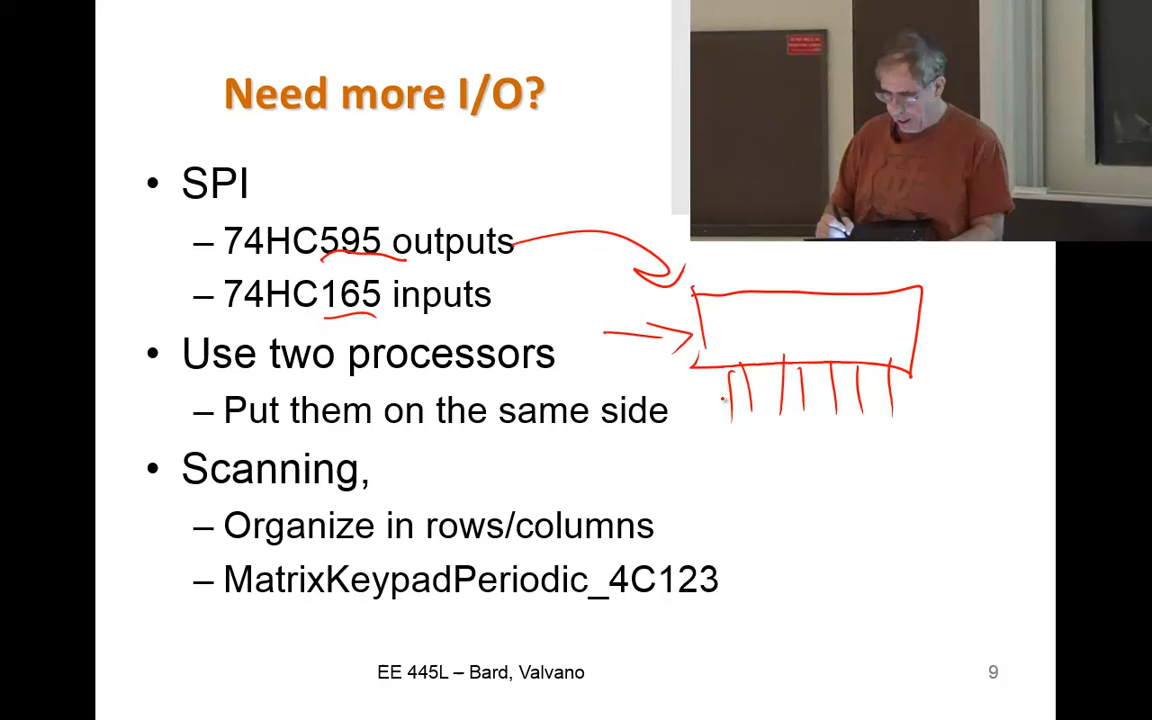 Need more I/O?
• SPI
– 74HC595 outputs
– 74HC165 inputs
• Use two processors
– Put them on the same side
• Scanning,
– Organize in rows/columns
– MatrixKeypadPeriodic_4C123
EE 445L – Bard, Valvano
9